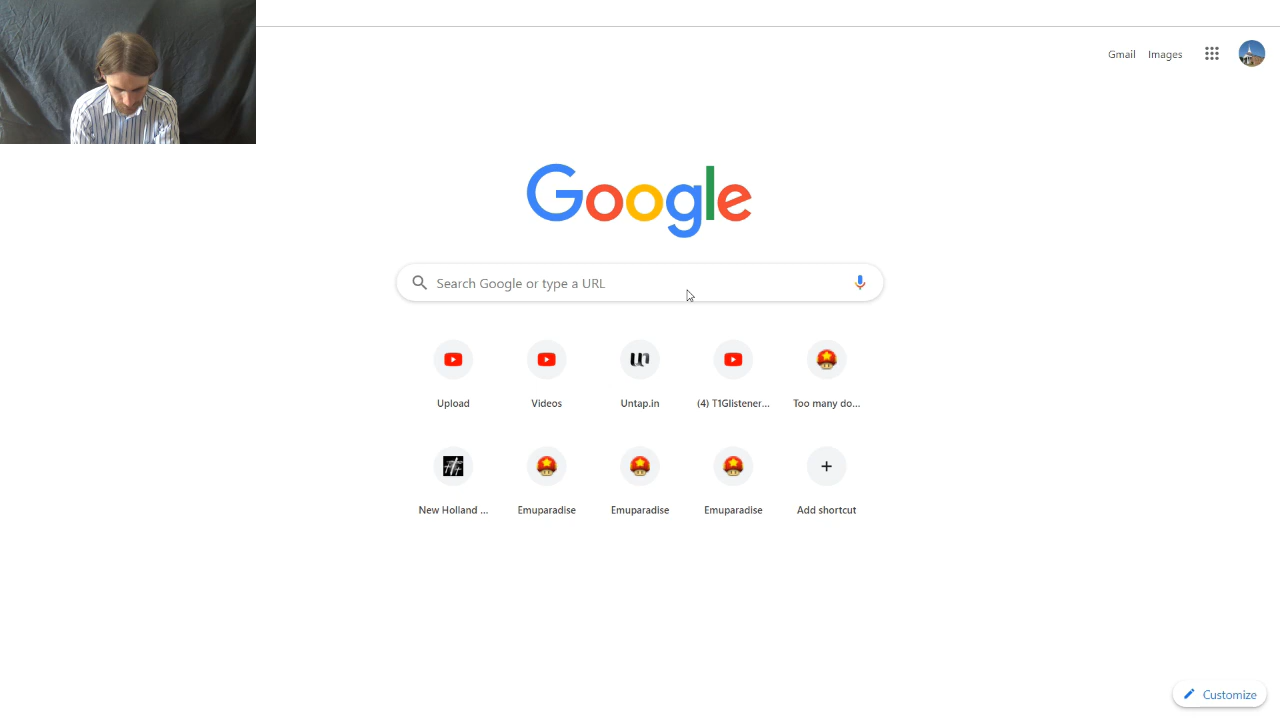 Gmail Images
Google
Search Google or type a URL
Upload Videos Untap.in (4) T1Glistener... Too many do...
New Holland ... Emuparadise Emuparadise Emuparadise Add shortcut
Customize